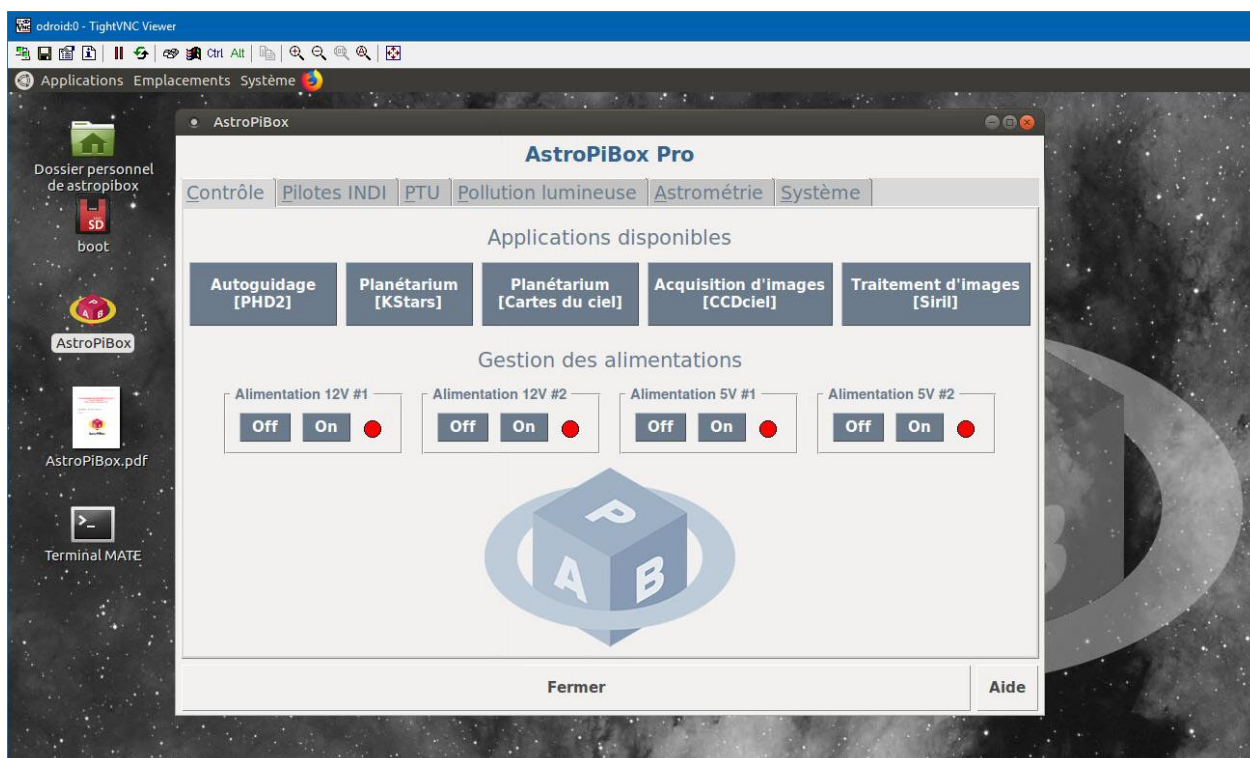 odroid:0 - TightVNC Viewer
Ctrl Alt
Applications Emplacements Système
AstroPiBox
Dossier personnel
de astropibox
SD
boot
AstroPiBox
AstroPiBox.pdf
>_
Terminal MATE
AstroPiBox Pro
Contrôle Pilotes INDI PTU Pollution lumineuse Astrométrie Système
Applications disponibles
Autoguidage
[PHD2]
Planétarium
[KStars]
Planétarium
[Cartes du ciel]
Acquisition d'images
[CCDciel]
Traitement d'images
[Siril]
Gestion des alimentations
Alimentation 12V #1
Off On
Alimentation 12V #2
Off On
Alimentation 5V #1
Off On
Alimentation 5V #2
Off On
P
A B
Fermer
Aide
B